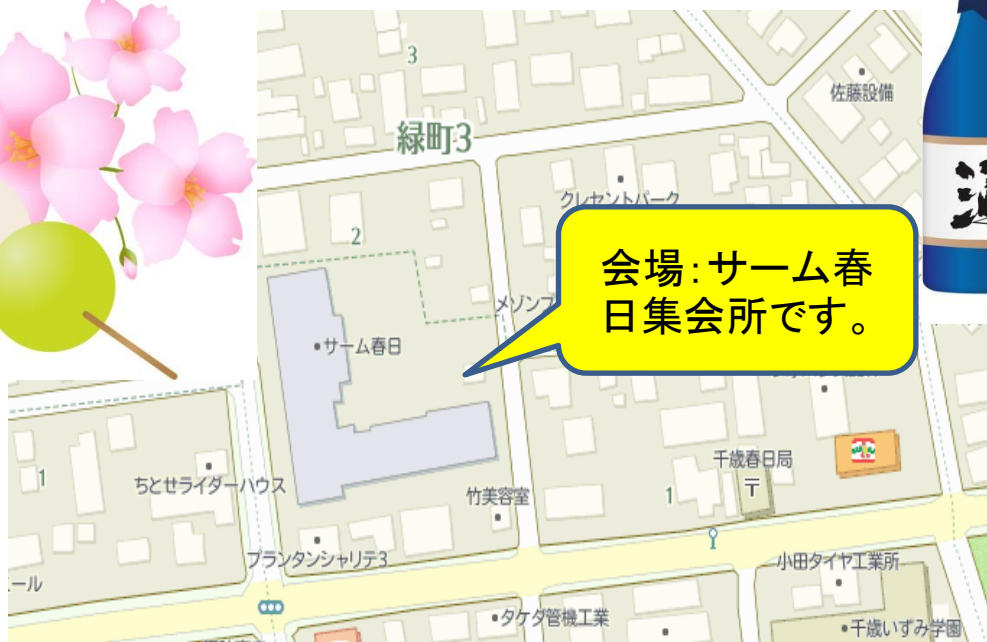 3
佐藤設備
緑町3
クレセントパーク
2
会場:サーム春
日集会所です。
メゾンブ
サーム春日
千歳春日局
〒
1
ちとせライダーハウス
竹美容室
1
プランタンシャリテ3
小田タイヤ工業所
ール
タケダ管機工業
千歳いずみ学園